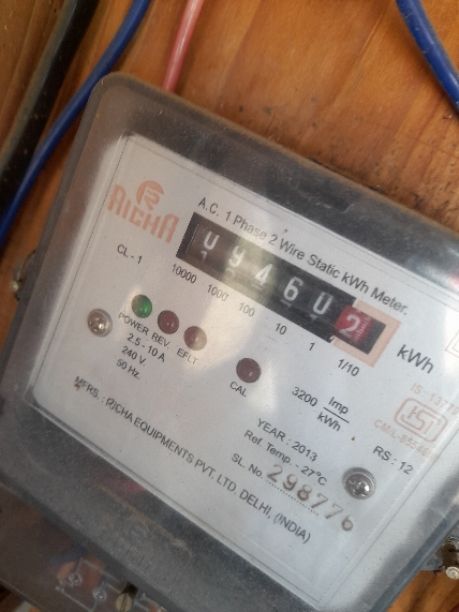 RICHA
A.C. 1 Phase 2 Wire Static kWh Meter.
CL - 1
09460 2
kWh
10000 1000 100 10 1 1/10
POWER REV. EFLT
2.5 - 10 A
240 V
50 Hz
CAL
3200 Imp
kWh
YEAR : 2013
Ref. Temp. - 27°C
RS : 12
SL. No. 298776
MFRS. : RICHA EQUIPMENTS PVT. LTD. DELHI, (INDIA)